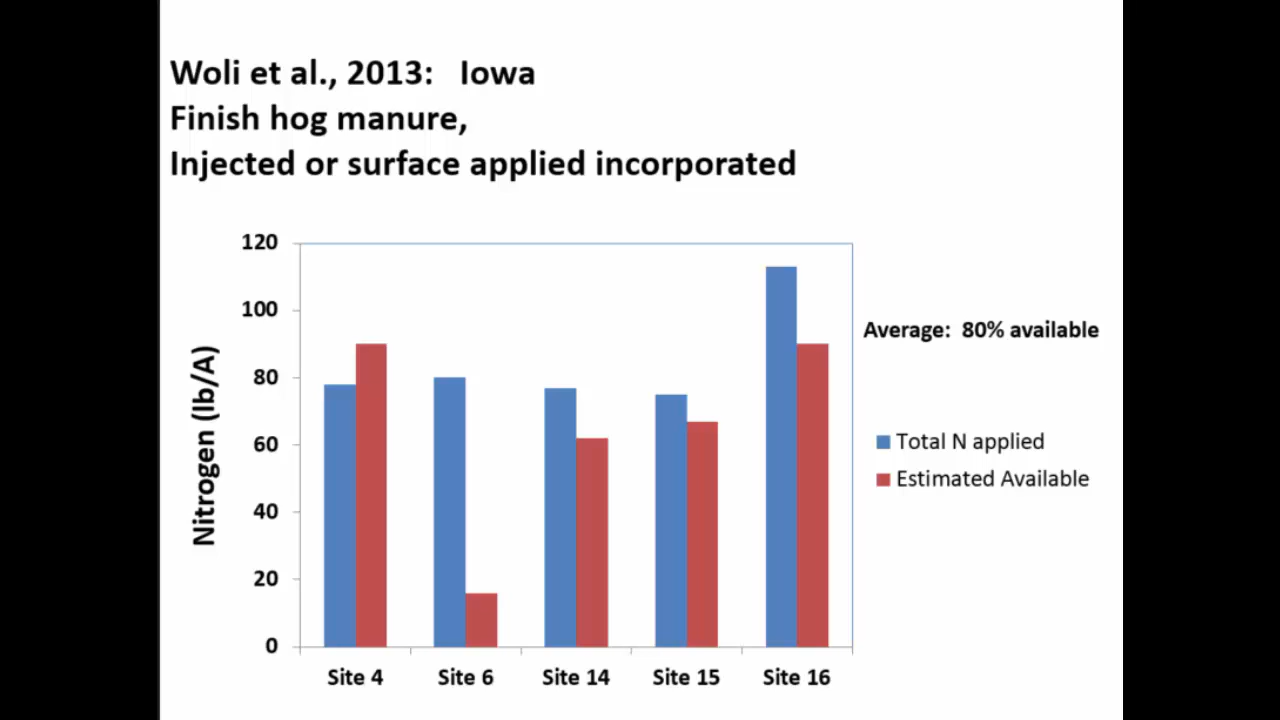 Woli et al., 2013:   Iowa
Finish hog manure,
Injected or surface applied incorporated
120
100
80
60
40
20
0
Nitrogen (lb/A)
Site 4
Site 6
Site 14
Site 15
Site 16
Average:  80% available
Total N applied
Estimated Available